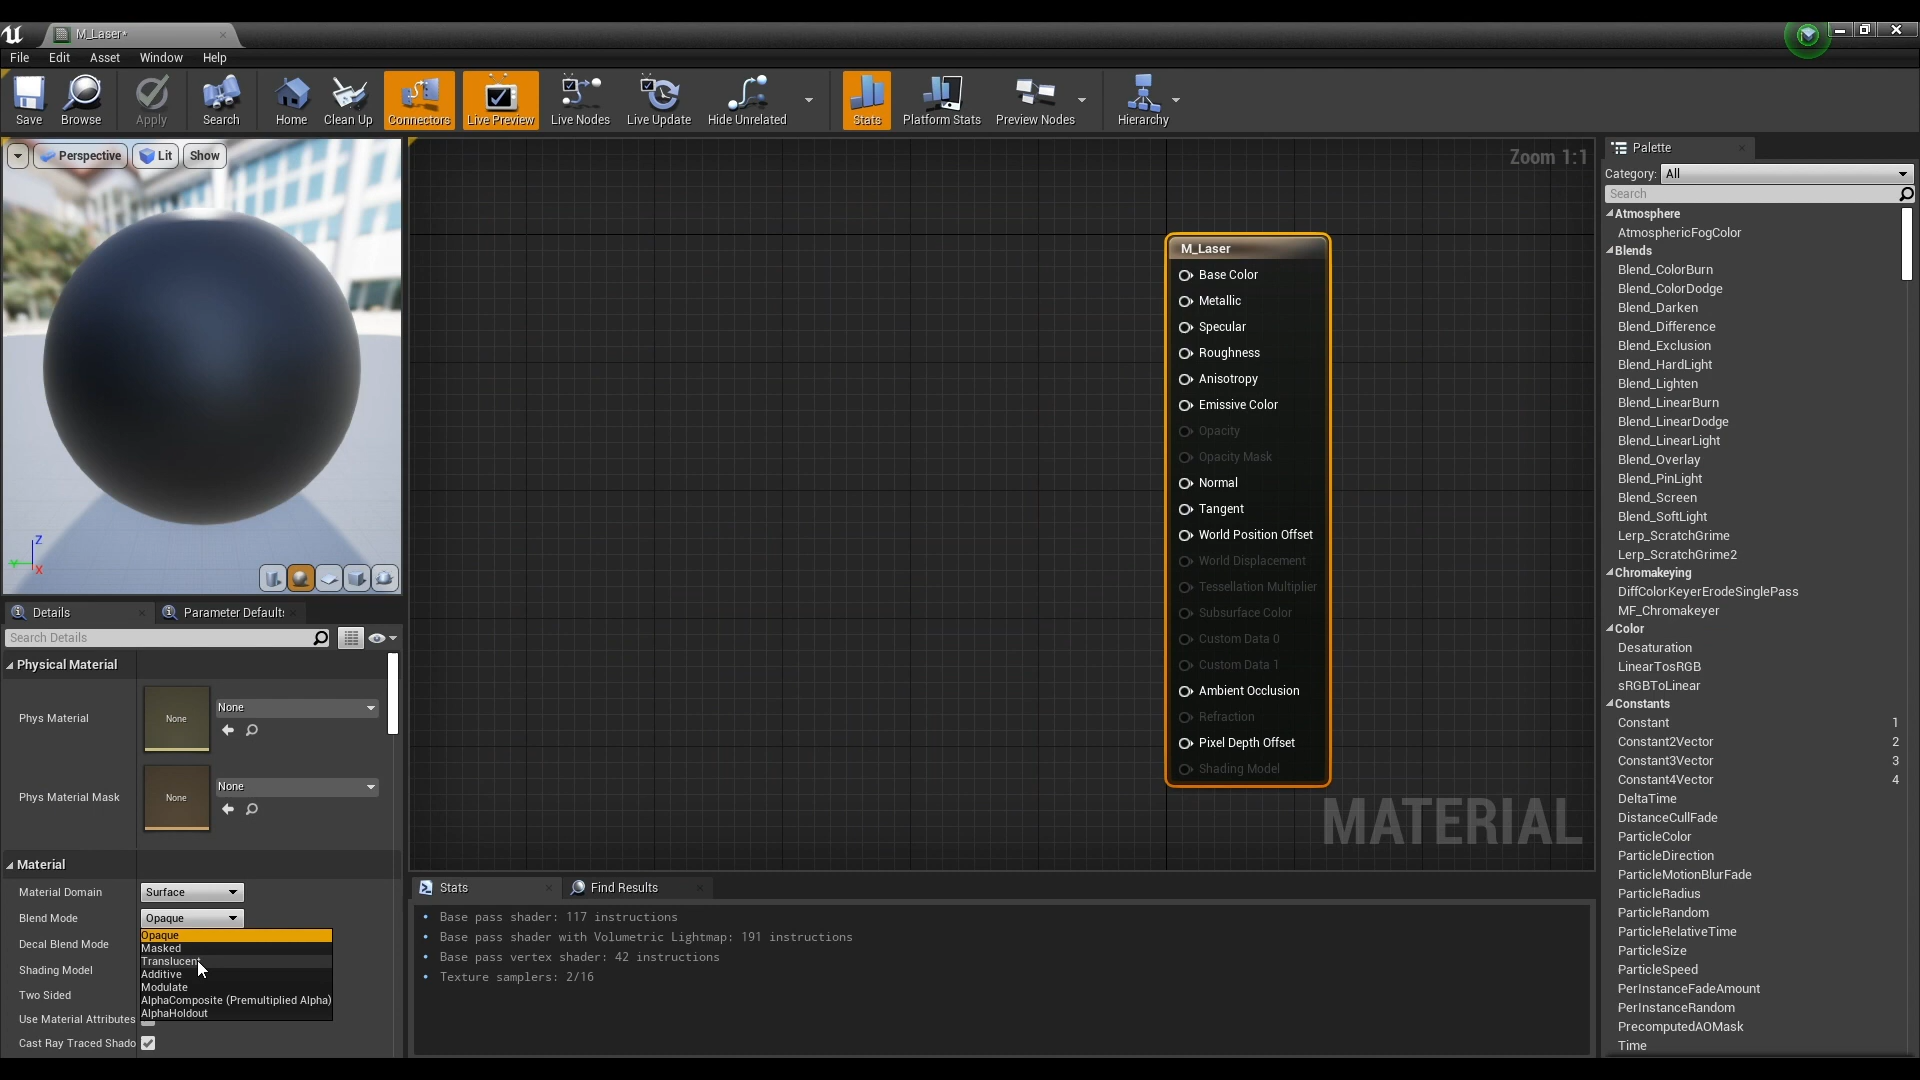 M_Laser*
File Edit Asset Window Help
Save Browse Apply Search Home Clean Up Connectors Live Preview Live Nodes Live Update Hide Unrelated Stats Platform Stats Preview Nodes Hierarchy
Perspective Lit Show
Z
Y
X
Details Parameter Defaults
Search Details
Physical Material
Phys Material
None
None
Phys Material Mask
None
None
Material
Material Domain Surface
Blend Mode Opaque
Decal Blend Mode
Shading Model
Two Sided
Use Material Attributes
Cast Ray Traced Shado
Opaque
Masked
Translucent
Additive
Modulate
AlphaComposite (Premultiplied Alpha)
AlphaHoldout
Zoom 1:1
M_Laser
Base Color
Metallic
Specular
Roughness
Anisotropy
Emissive Color
Opacity
Opacity Mask
Normal
Tangent
World Position Offset
World Displacement
Tessellation Multiplier
Subsurface Color
Custom Data 0
Custom Data 1
Ambient Occlusion
Refraction
Pixel Depth Offset
Shading Model
MATERIAL
Stats Find Results
• Base pass shader: 117 instructions
• Base pass shader with Volumetric Lightmap: 191 instructions
• Base pass vertex shader: 42 instructions
• Texture samplers: 2/16
Palette
Category: All
Search
Atmosphere
AtmosphericFogColor
Blends
Blend_ColorBurn
Blend_ColorDodge
Blend_Darken
Blend_Difference
Blend_Exclusion
Blend_HardLight
Blend_Lighten
Blend_LinearBurn
Blend_LinearDodge
Blend_LinearLight
Blend_Overlay
Blend_PinLight
Blend_Screen
Blend_SoftLight
Lerp_ScratchGrime
Lerp_ScratchGrime2
Chromakeying
DiffColorKeyerErodeSinglePass
MF_Chromakeyer
Color
Desaturation
LinearTosRGB
sRGBToLinear
Constants
Constant 1
Constant2Vector 2
Constant3Vector 3
Constant4Vector 4
DeltaTime
DistanceCullFade
ParticleColor
ParticleDirection
ParticleMotionBlurFade
ParticleRadius
ParticleRandom
ParticleRelativeTime
ParticleSize
ParticleSpeed
PerInstanceFadeAmount
PerInstanceRandom
PrecomputedAOMask
Time